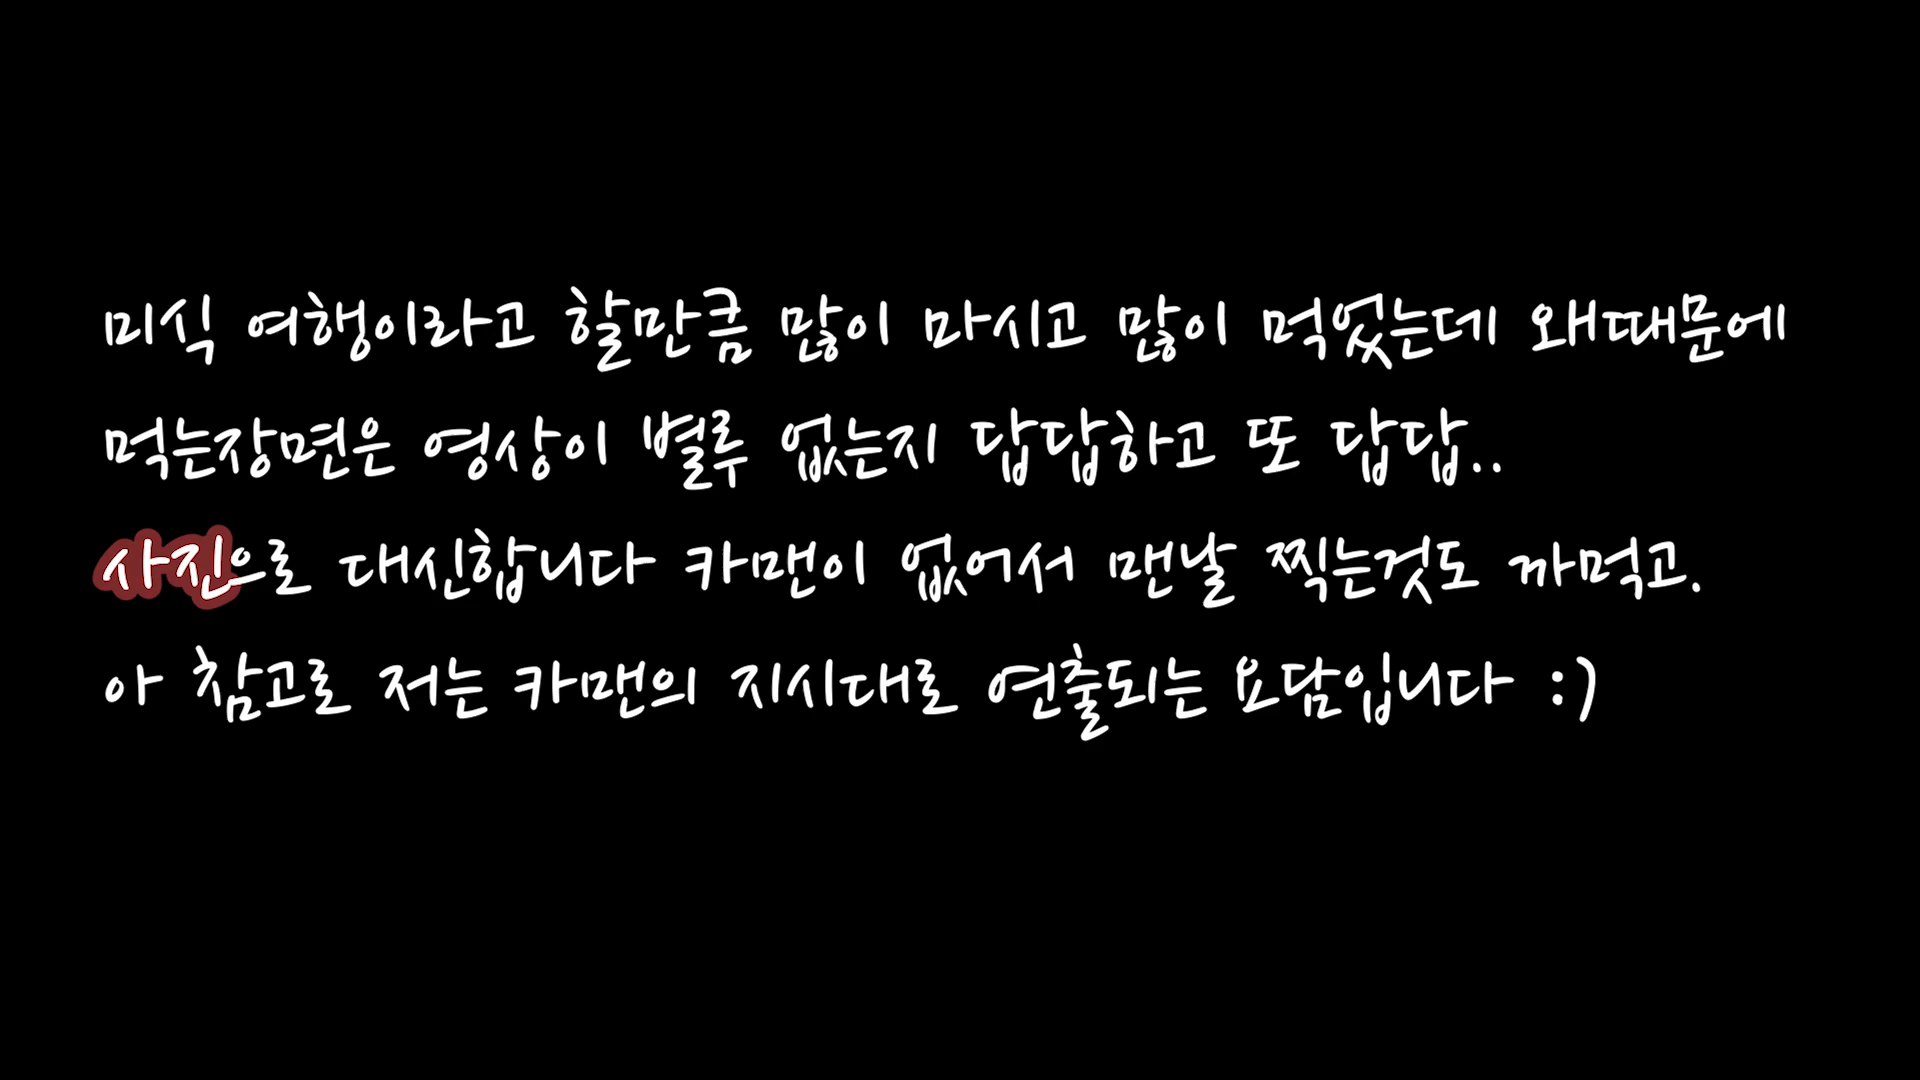 미식 여행이라고 할만큼 많이 마시고 많이 먹었는데 왜때문에
먹는장면은 영상이 별루 없는지 답답하고 또 답답..
사진으로 대신합니다 카맨이 없어서 맨날 찍는것도 까먹고.
아 참고로 저는 카맨의 지시대로 연출되는 요담입니다 :)